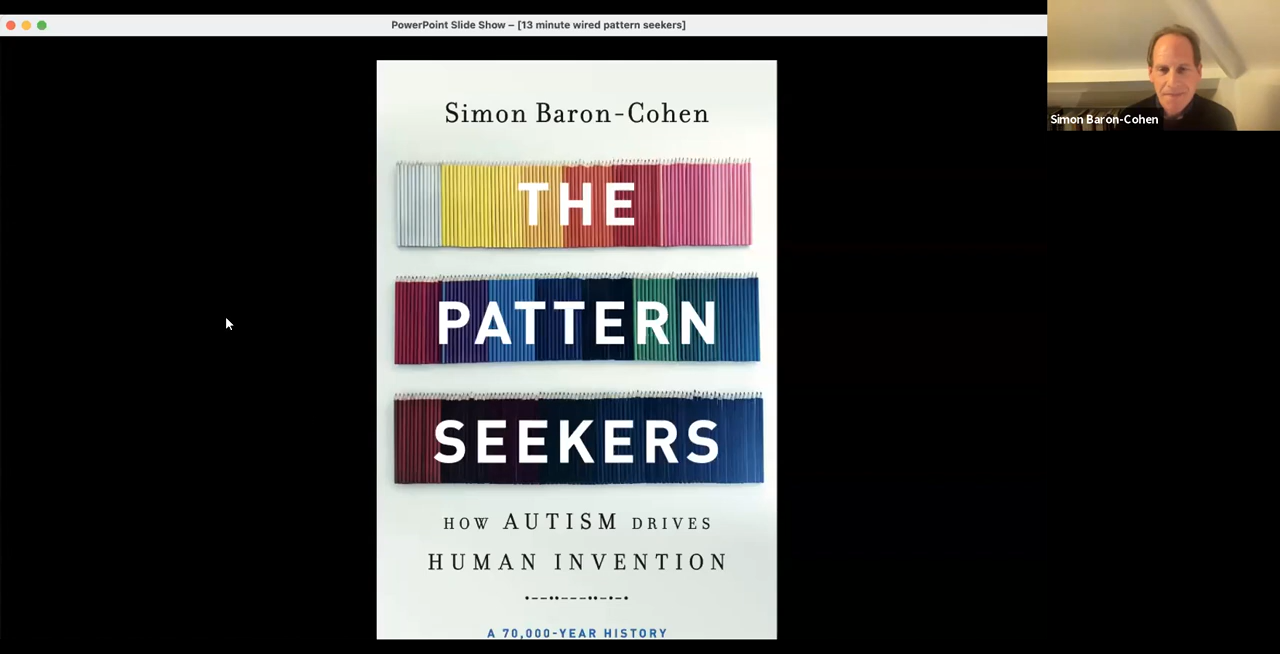 PowerPoint Slide Show – [13 minute wired pattern seekers]
Simon Baron-Cohen
Simon Baron-Cohen
THE
PATTERN
SEEKERS
HOW AUTISM DRIVES
HUMAN INVENTION
A 70,000-YEAR HISTORY